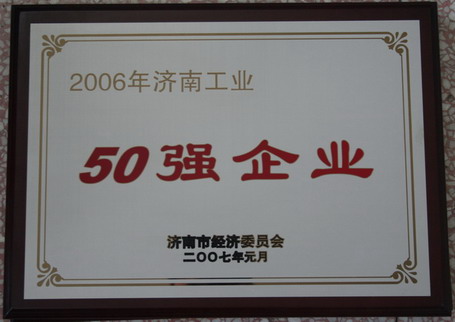 2006年济南工业
50强企业
济南市经济委员会
二〇〇七年元月